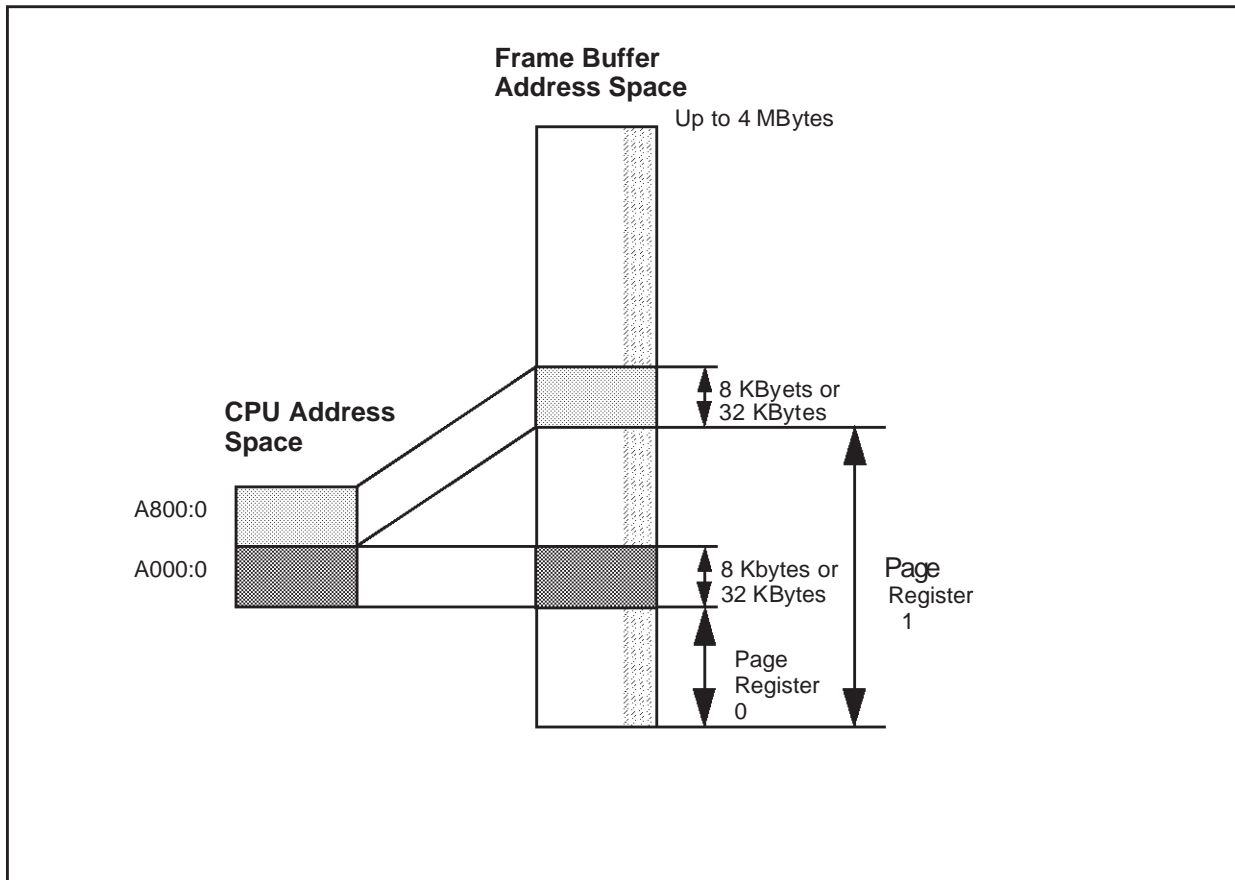 Frame Buffer
Address Space
Up to 4 MBytes
8 KByets or
32 KBytes
CPU Address
Space
A800:0
A000:0
8 Kbytes or
32 KBytes
Page
Register
1
Page
Register
0